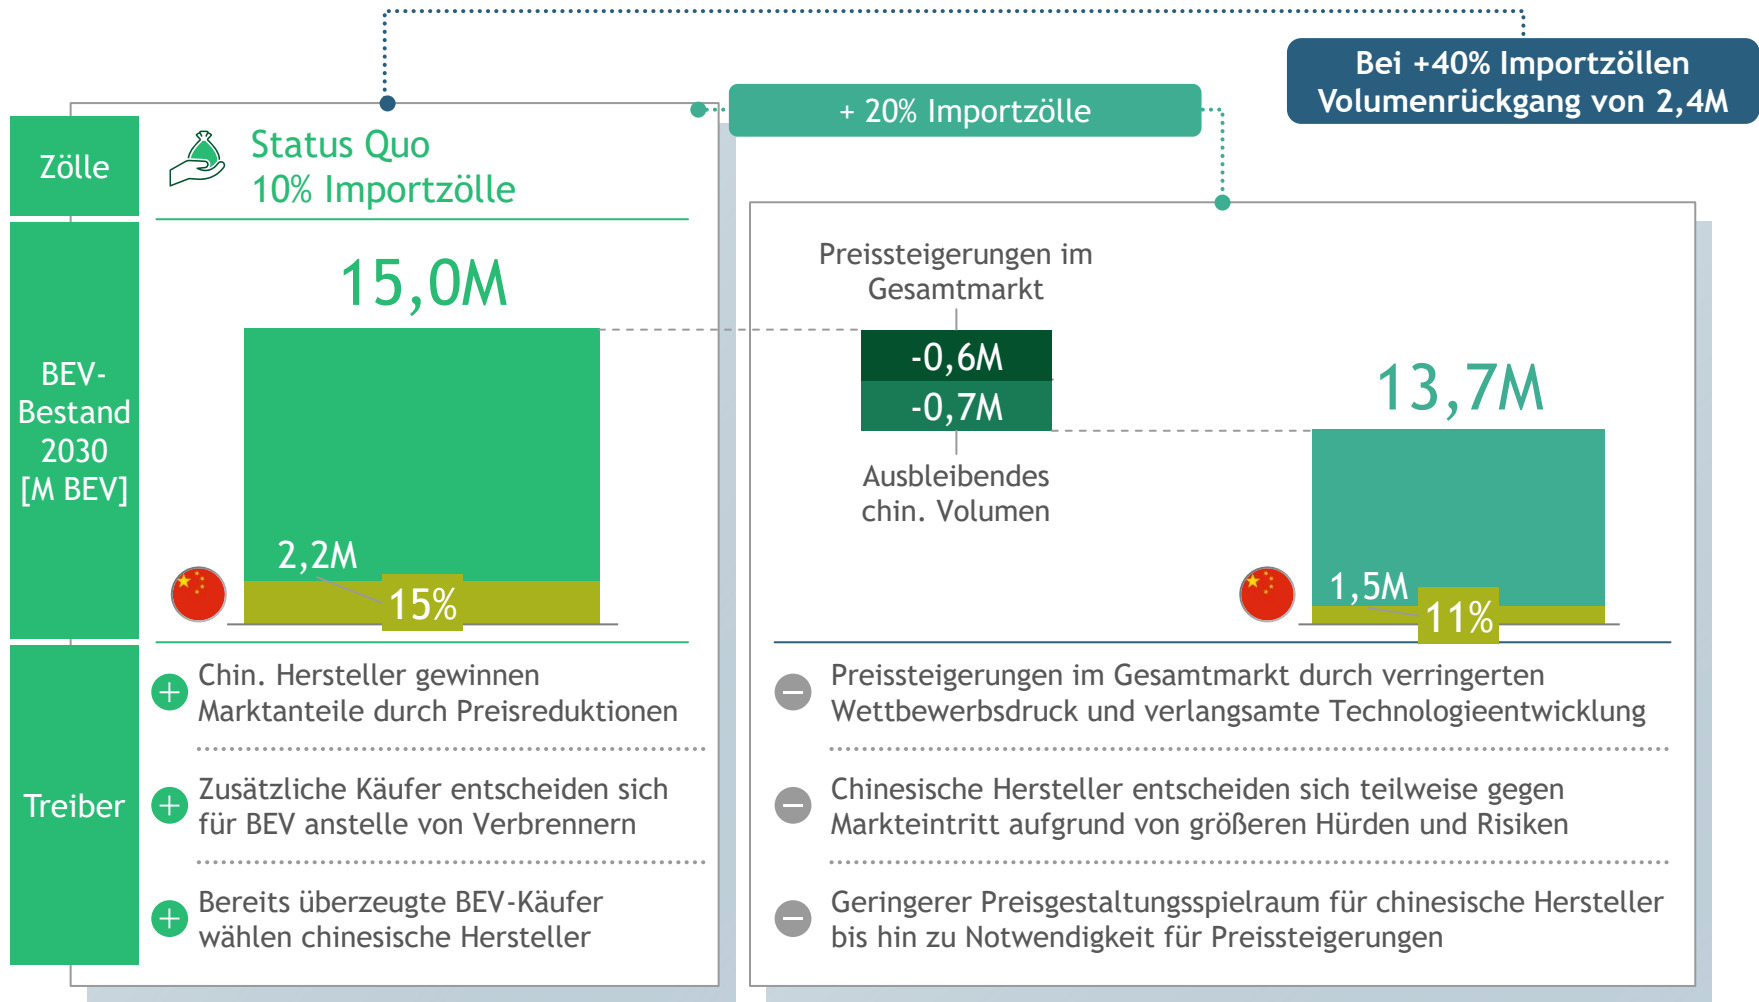 Bei +40% Importzöllen
Volumenrückgang von 2,4M
+ 20% Importzölle
Zölle
Status Quo
10% Importzölle
BEV-
Bestand
2030
[M BEV]
15,0M
2,2M
15%
Preissteigerungen im
Gesamtmarkt
-0,6M
-0,7M
Ausbleibendes
chin. Volumen
13,7M
1,5M
11%
Treiber
Chin. Hersteller gewinnen
Marktanteile durch Preisreduktionen
Zusätzliche Käufer entscheiden sich
für BEV anstelle von Verbrennern
Bereits überzeugte BEV-Käufer
wählen chinesische Hersteller
Preissteigerungen im Gesamtmarkt durch verringerten
Wettbewerbsdruck und verlangsamte Technologieentwicklung
Chinesische Hersteller entscheiden sich teilweise gegen
Markteintritt aufgrund von größeren Hürden und Risiken
Geringerer Preisgestaltungsspielraum für chinesische Hersteller
bis hin zu Notwendigkeit für Preissteigerungen